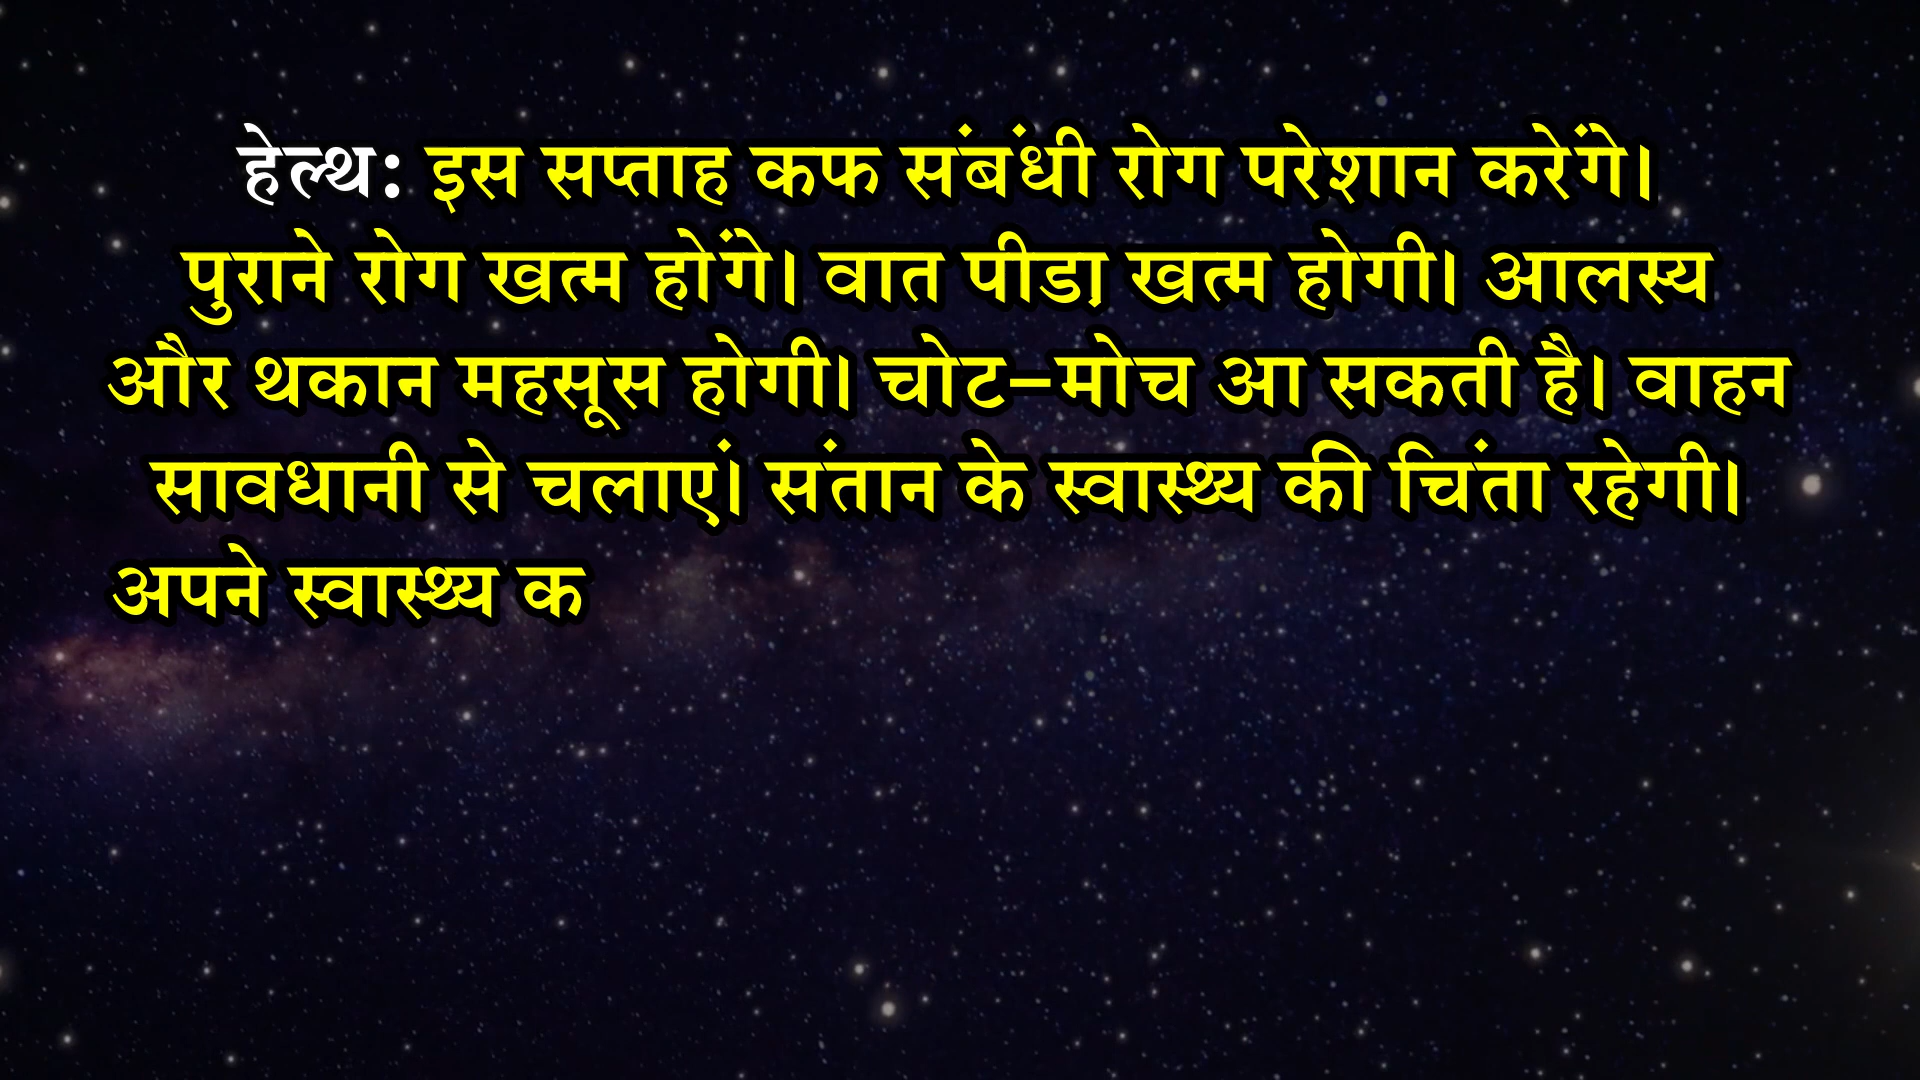 हेल्थ: इस सप्ताह कफ संबंधी रोग परेशान करेंगे।
पुराने रोग खत्म होंगे। वात पीडा़ खत्म होगी। आलस्य
और थकान महसूस होगी। चोट–मोच आ सकती है। वाहन
सावधानी से चलाएं। संतान के स्वास्थ्य की चिंता रहेगी।
अपने स्वास्थ्य क